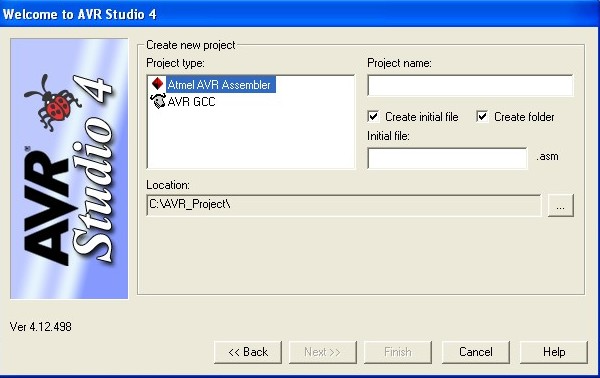 Welcome to AVR Studio 4
AVR Studio 4
Create new project
Project type:
Atmel AVR Assembler
AVR GCC
Project name:
Create initial file
Create folder
Initial file:
.asm
Location:
C:\AVR_Project\
...
Ver 4.12.498
<< Back
Next >>
Finish
Cancel
Help